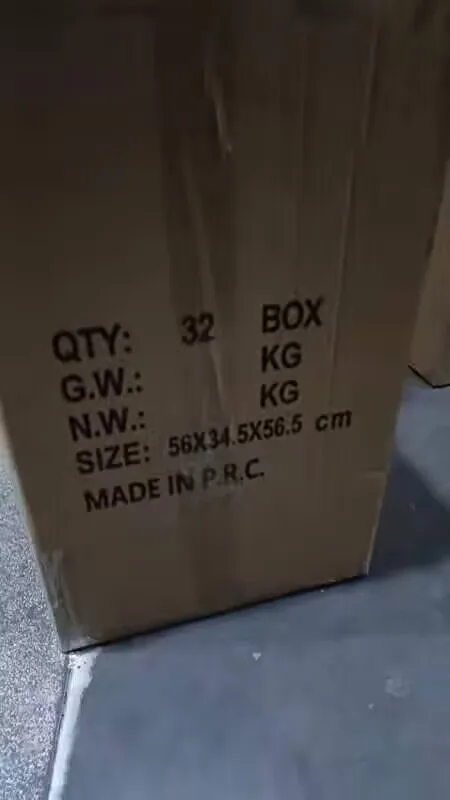 QTY: 32 BOX
G.W.: KG
N.W.: KG
SIZE: 56X34.5X56.5 cm
MADE IN P.R.C.